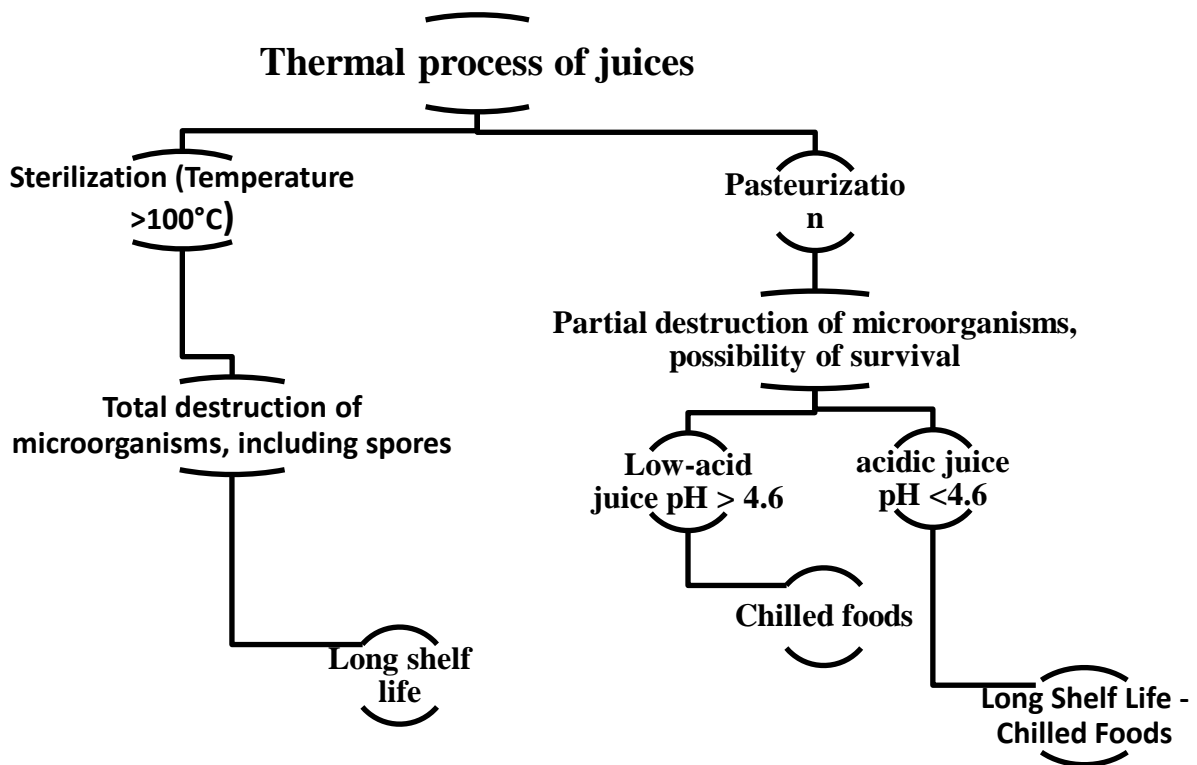 Thermal process of juices
Sterilization (Temperature
>100°C)
Pasteurizatio
n
Partial destruction of microorganisms,
possibility of survival
Total destruction of
microorganisms, including spores
Low-acid
juice pH > 4.6
acidic juice
pH <4.6
Chilled foods
Long shelf
life
Long Shelf Life -
Chilled Foods